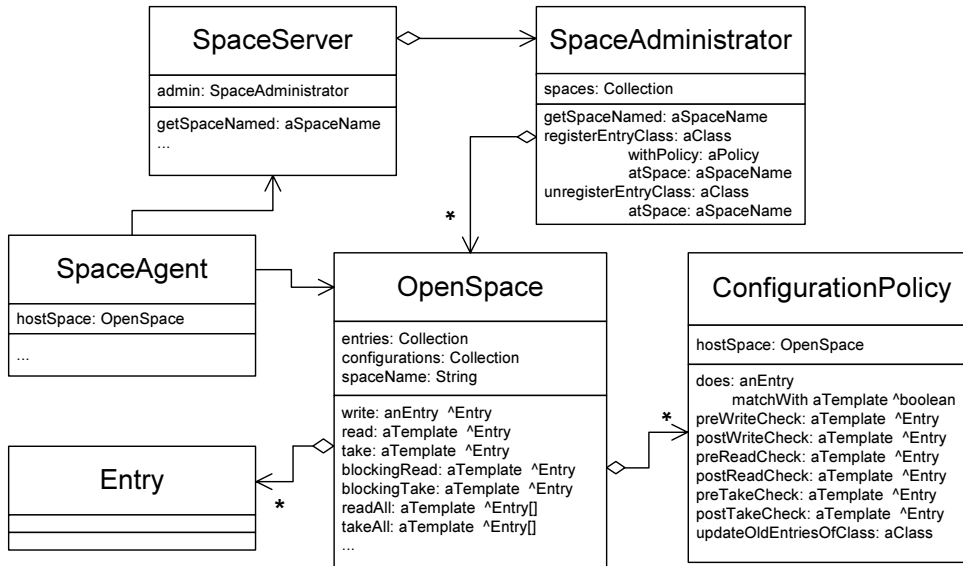 SpaceServer
admin: SpaceAdministrator
getSpaceNamed: aSpaceName
...
SpaceAdministrator
spaces: Collection
getSpaceNamed: aSpaceName
registerEntryClass: aClass
withPolicy: aPolicy
atSpace: aSpaceName
unregisterEntryClass: aClass
atSpace: aSpaceName
*
SpaceAgent
hostSpace: OpenSpace
...
OpenSpace
entries: Collection
configurations: Collection
spaceName: String
write: anEntry ^Entry
read: aTemplate ^Entry
take: aTemplate ^Entry
blockingRead: aTemplate ^Entry
blockingTake: aTemplate ^Entry
readAll: aTemplate ^Entry[]
takeAll: aTemplate ^Entry[]
...
ConfigurationPolicy
hostSpace: OpenSpace
does: anEntry
matchWith aTemplate ^boolean
preWriteCheck: aTemplate ^Entry
postWriteCheck: aTemplate ^Entry
preReadCheck: aTemplate ^Entry
postReadCheck: aTemplate ^Entry
preTakeCheck: aTemplate ^Entry
postTakeCheck: aTemplate ^Entry
updateOldEntriesOfClass: aClass
*
Entry
*